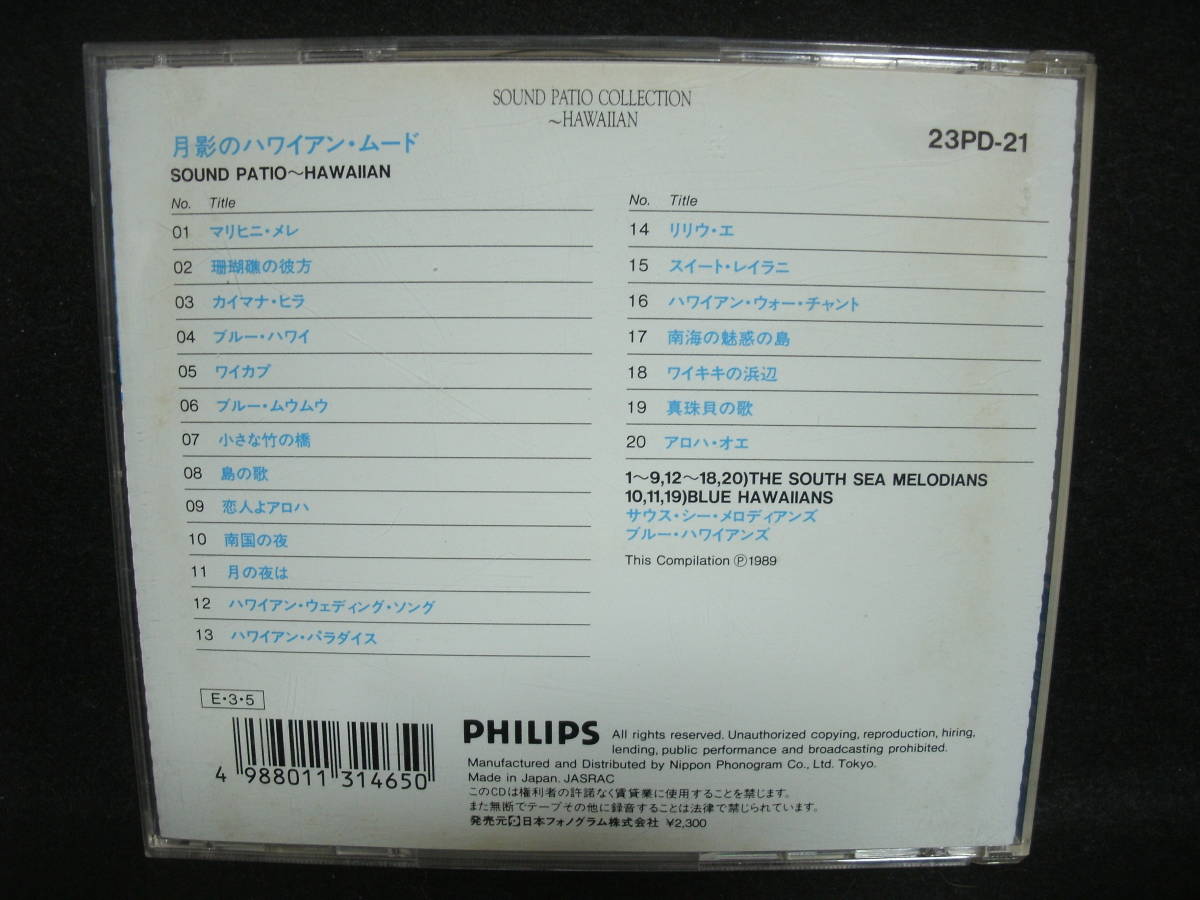 SOUND PATIO COLLECTION
〜HAWAIIAN
月影のハワイアン・ムード
23PD-21
SOUND PATIO〜HAWAIIAN
No. Title
01 マリヒニ・メレ
02 珊瑚礁の彼方
03 カイマナ・ヒラ
04 ブルー・ハワイ
05 ワイカプ
06 ブルー・ムウムウ
07 小さな竹の橋
08 島の歌
09 恋人よアロハ
10 南国の夜
11 月の夜は
12 ハワイアン・ウェディング・ソング
13 ハワイアン・パラダイス
No. Title
14 リリウ・エ
15 スイート・レイラニ
16 ハワイアン・ウォー・チャント
17 南海の魅惑の島
18 ワイキキの浜辺
19 真珠貝の歌
20 アロハ・オエ
1〜9,12〜18,20)THE SOUTH SEA MELODIANS
10,11,19)BLUE HAWAIIANS
サウス・シー・メロディアンズ
ブルー・ハワイアンズ
This Compilation Ⓟ1989
E・3・5
4 988011 314650
PHILIPS
All rights reserved. Unauthorized copying, reproduction, hiring,
lending, public performance and broadcasting prohibited.
Manufactured and Distributed by Nippon Phonogram Co., Ltd. Tokyo.
Made in Japan. JASRAC
このCDは権利者の許諾なく賃貸業に使用することを禁じます。
また無断でテープその他に録音することは法律で禁じられています。
発売元 日本フォノグラム株式会社 ¥2,300